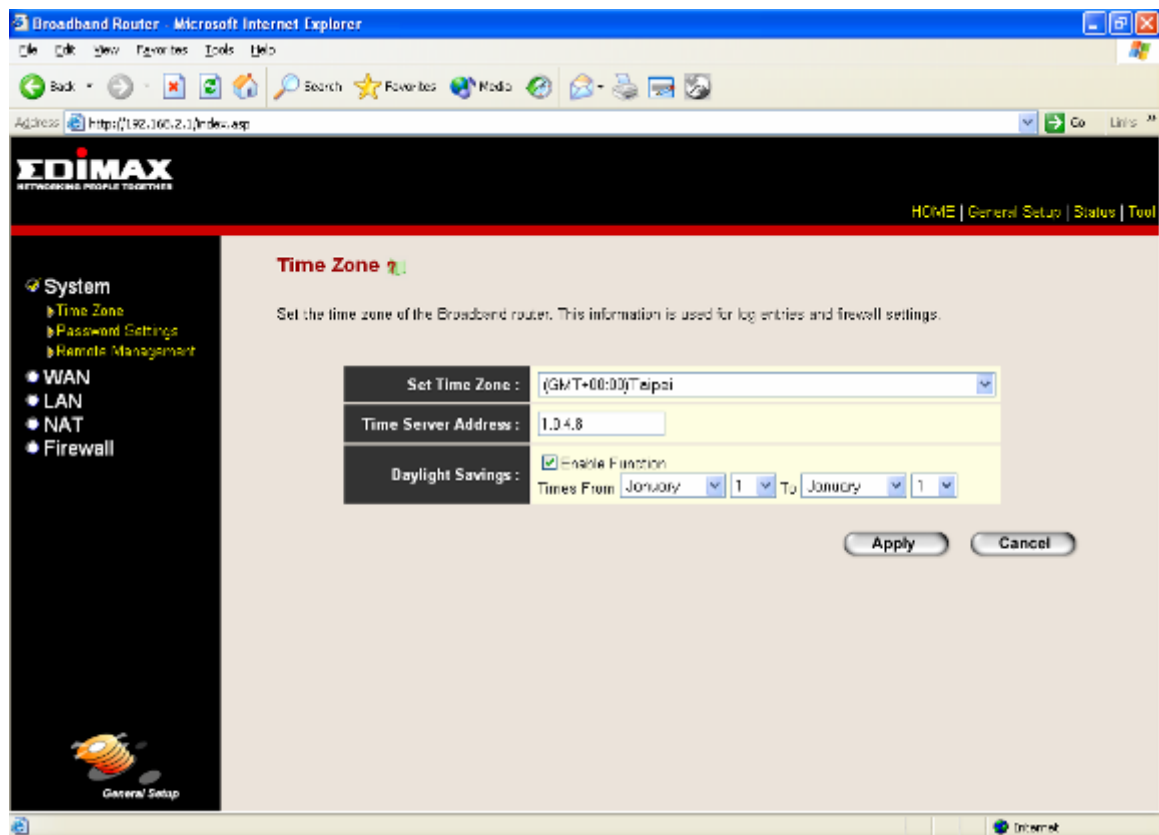 Broadband Router - Microsoft Internet Explorer
File Edit View Favorites Tools Help
Back Search Favorites Media
Address http://192.168.2.1/index.asp Go Links »
EDIMAX
NETWORKING PEOPLE TOGETHER
HOME | General Setup | Status | Tool
System
Time Zone
Password Settings
Remote Management
WAN
LAN
NAT
Firewall
Time Zone
Set the time zone of the Broadband router. This information is used for log entries and firewall settings.
Set Time Zone :
Taipei
Time Server Address :
Daylight Savings :
Enable Function
Times From January 1 To January 1
Apply Cancel
General Setup
Internet